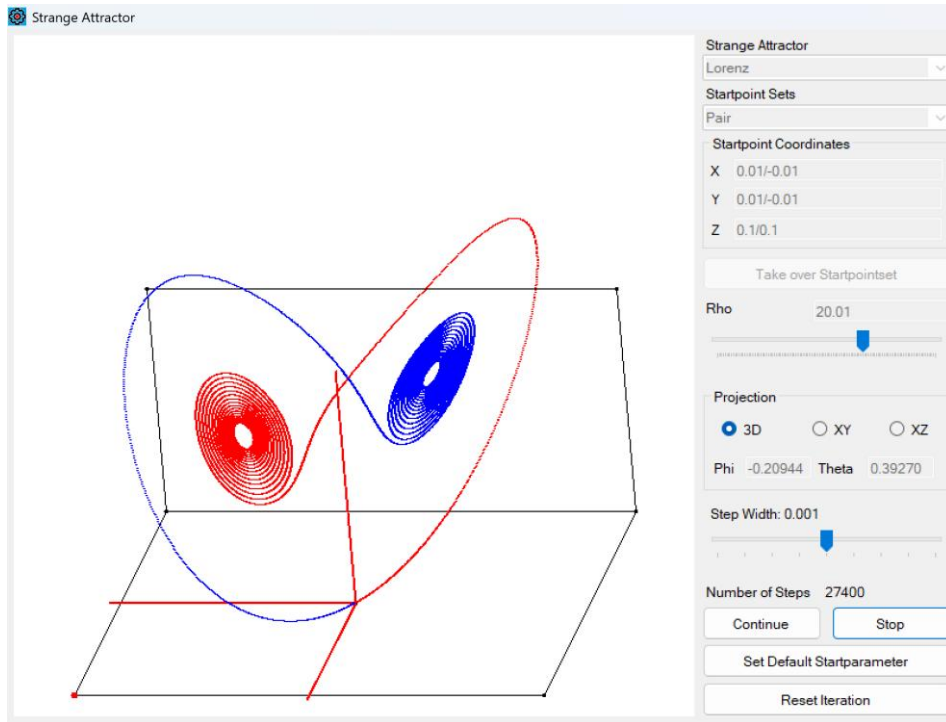 Strange Attractor
Strange Attractor
Lorenz
Startpoint Sets
Pair
Startpoint Coordinates
X 0.01/-0.01
Y 0.01/-0.01
Z 0.1/0.1
Take over Startpointset
Rho 20.01
Projection
3D XY XZ
Phi -0.20944 Theta 0.39270
Step Width: 0.001
Number of Steps 27400
Continue Stop
Set Default Startparameter
Reset Iteration